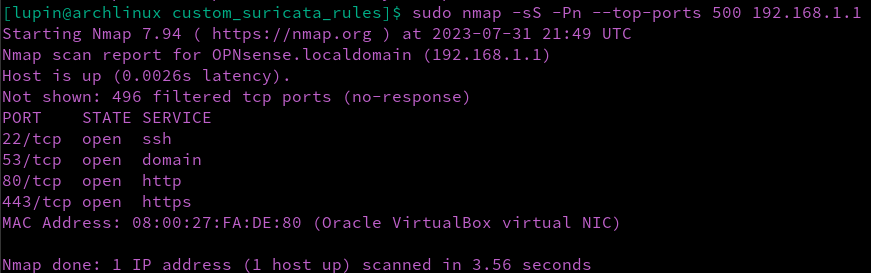 [lupin@archlinux custom_suricata_rules]$ sudo nmap -sS -Pn --top-ports 500 192.168.1.1
Starting Nmap 7.94 ( https://nmap.org ) at 2023-07-31 21:49 UTC
Nmap scan report for OPNsense.localdomain (192.168.1.1)
Host is up (0.0026s latency).
Not shown: 496 filtered tcp ports (no-response)
PORT    STATE SERVICE
22/tcp  open  ssh
53/tcp  open  domain
80/tcp  open  http
443/tcp open  https
MAC Address: 08:00:27:FA:DE:80 (Oracle VirtualBox virtual NIC)
Nmap done: 1 IP address (1 host up) scanned in 3.56 seconds